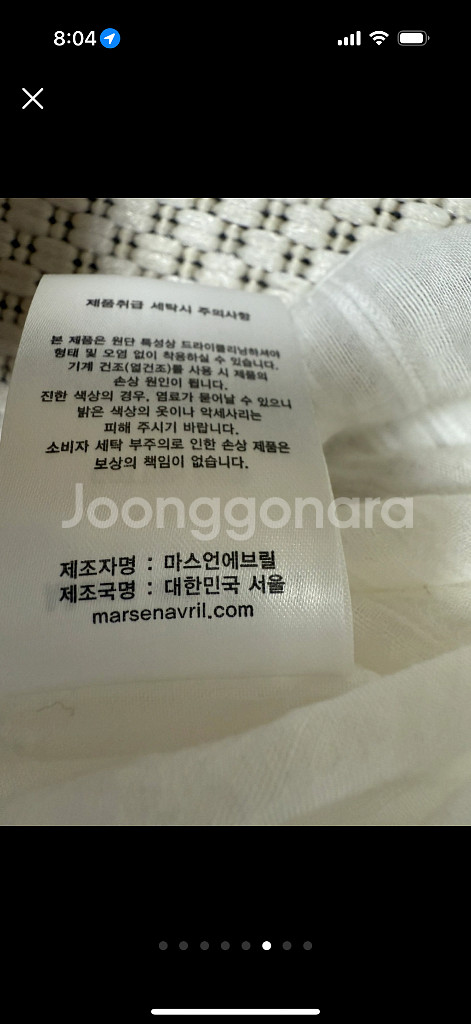 8:04
제품취급 세탁시 주의사항
본 제품은 원단 특성상 드라이클리닝하셔야
형태 및 오염 없이 착용하실 수 있습니다.
기계 건조(열건조)를 사용 시 제품의
손상 원인이 됩니다.
진한 색상의 경우, 염료가 묻어날 수 있으니
밝은 색상의 옷이나 악세사리는
피해 주시기 바랍니다.
소비자 세탁 부주의로 인한 손상 제품은
보상의 책임이 없습니다.
Joonggonara
제조자명 : 마스언에브릴
제조국명 : 대한민국 서울
marsenavril.com